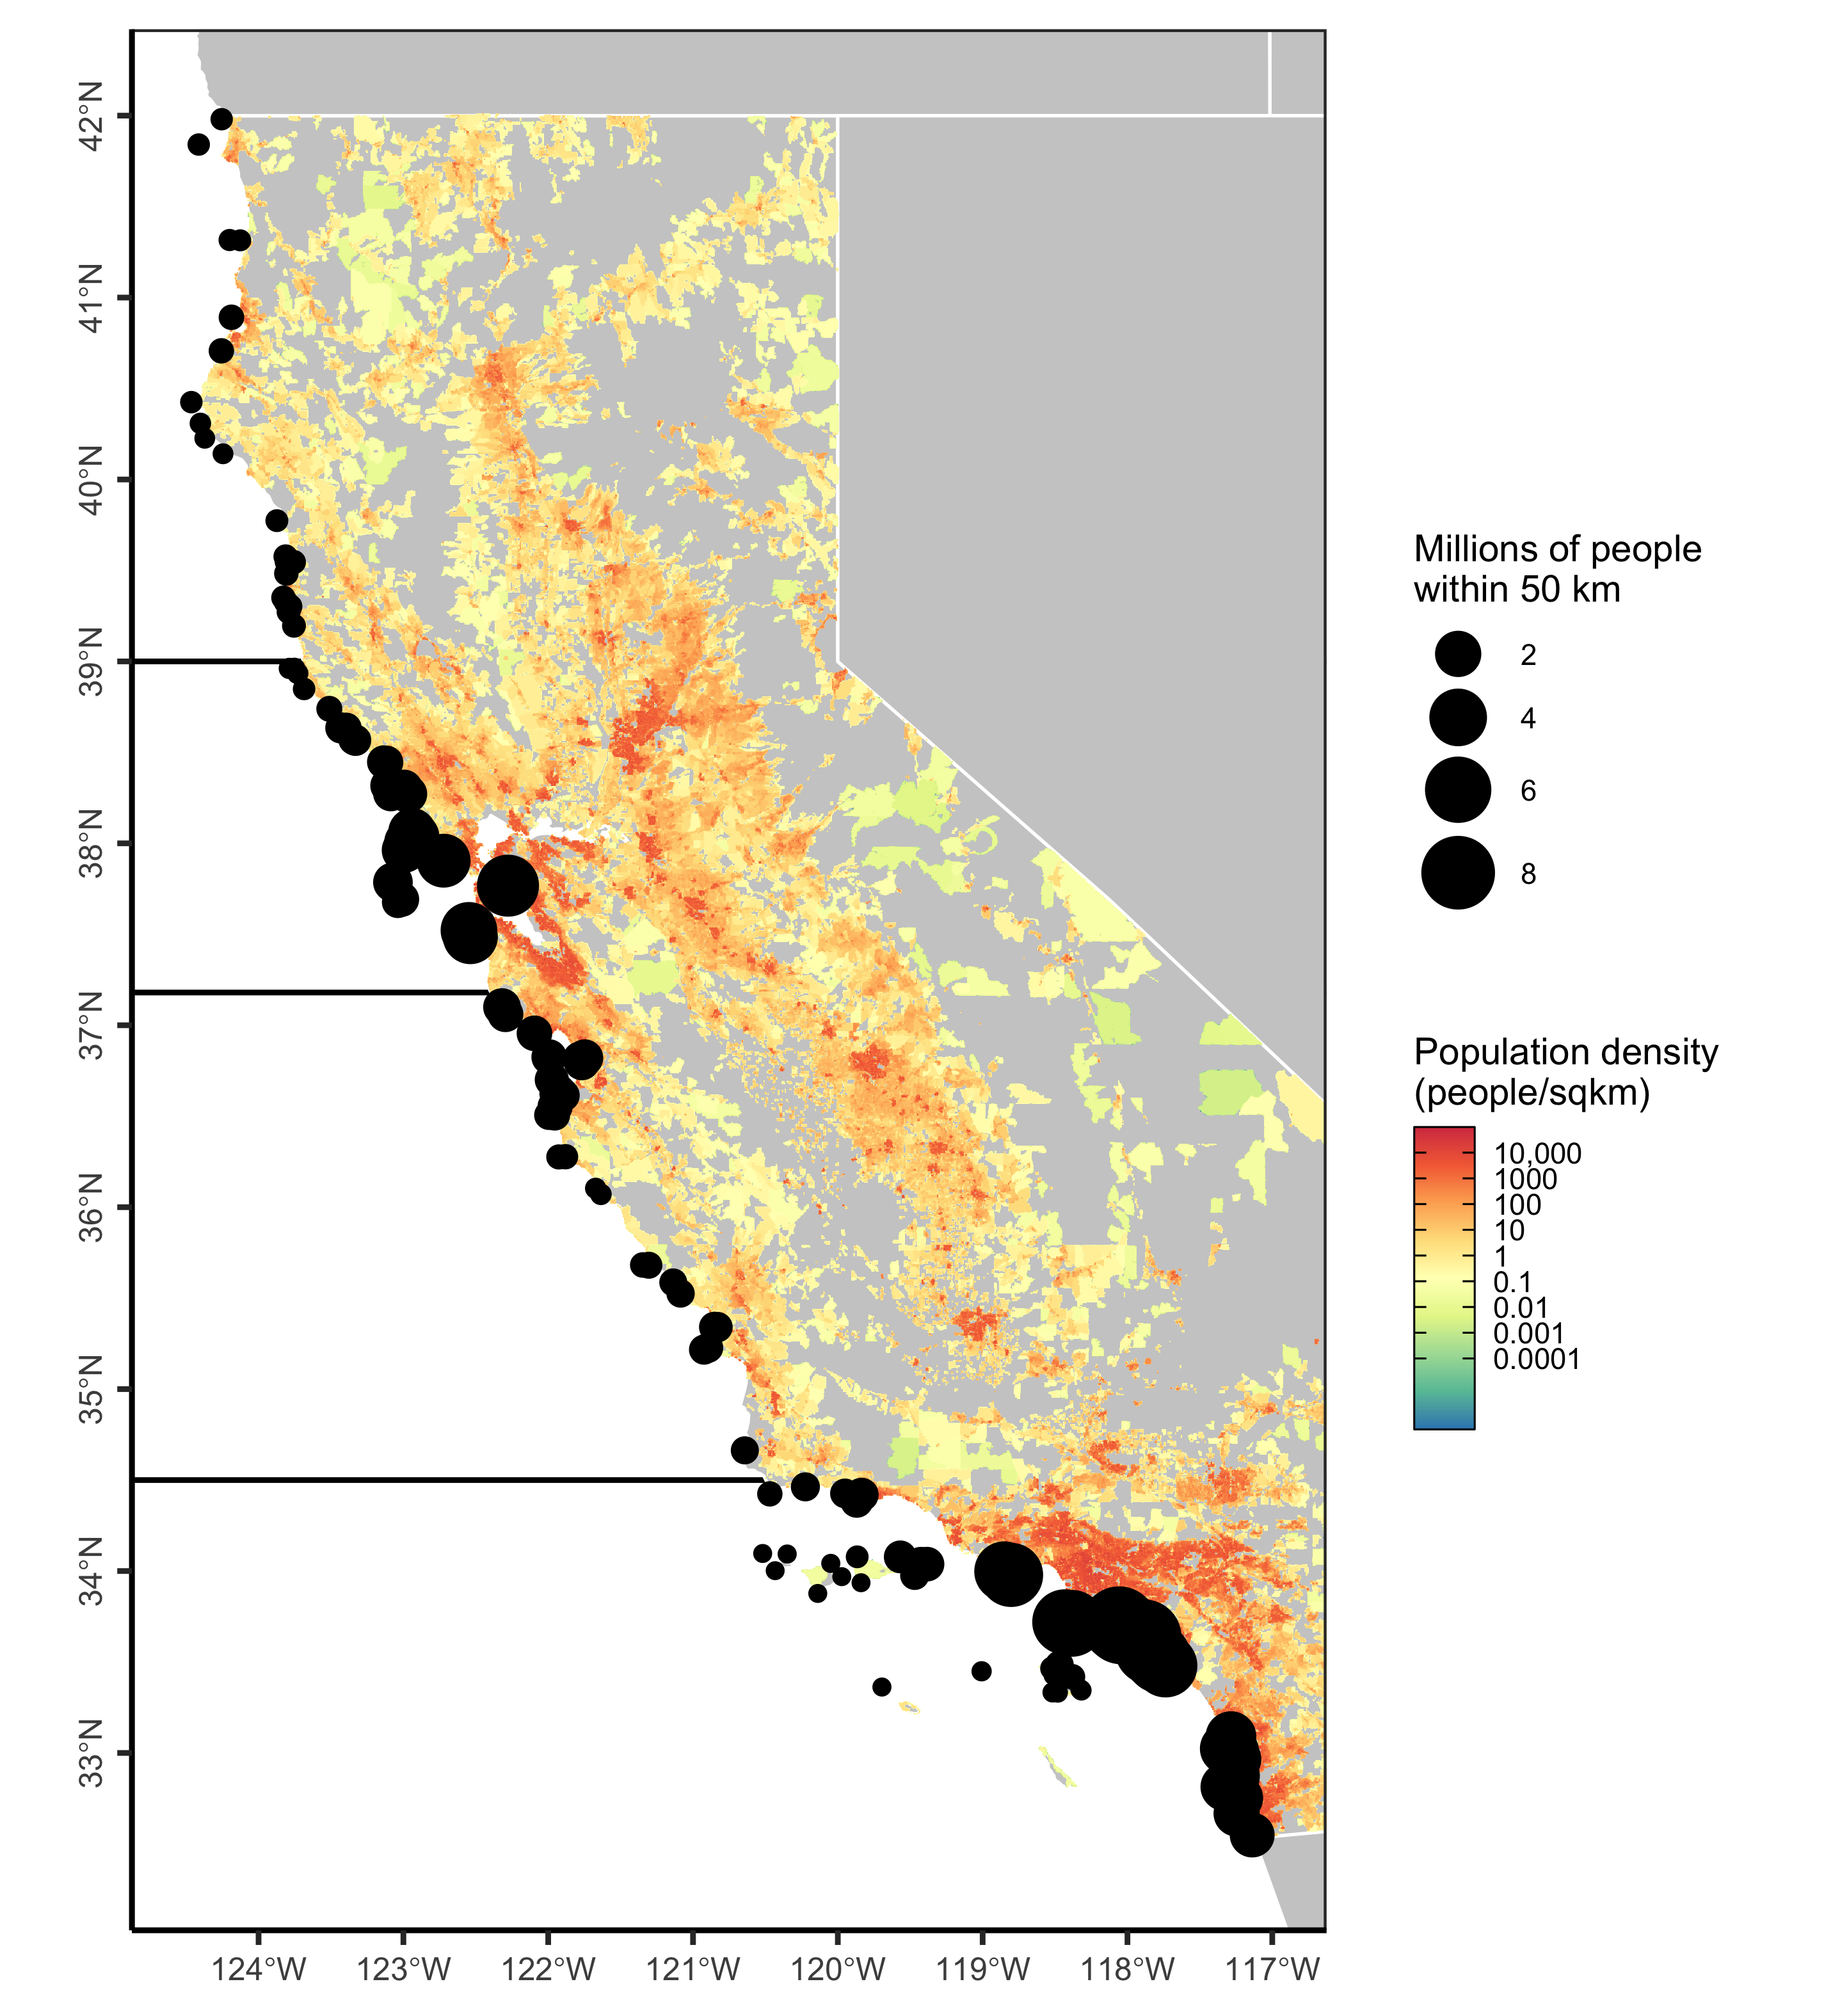 42°N
41°N
40°N
39°N
38°N
37°N
36°N
35°N
34°N
33°N
124°W 123°W 122°W 121°W 120°W 119°W 118°W 117°W
Millions of people
within 50 km
2
4
6
8
Population density
(people/sqkm)
10,000
1000
100
10
1
0.1
0.01
0.001
0.0001